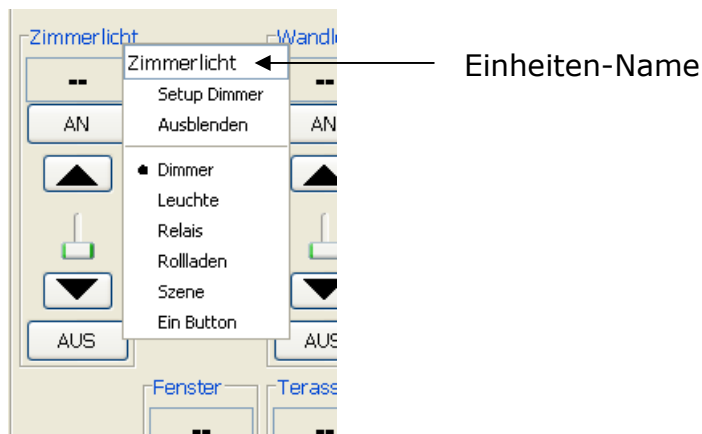 Zimmerlicht
Wandl
Zimmerlicht
Einheiten-Name
--
--
Setup Dimmer
AN
Ausblenden
AN
Dimmer
Leuchte
Relais
Rollladen
Szene
Ein Button
AUS
AUS
Fenster
Terass
--
--